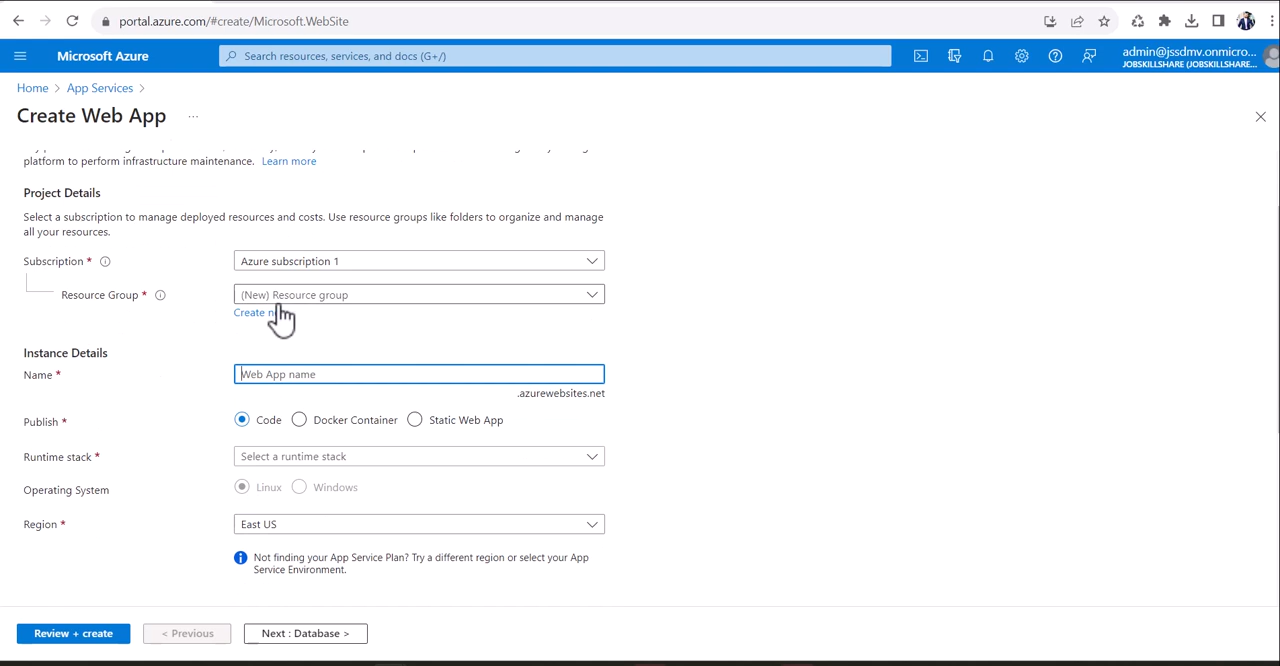 portal.azure.com/#create/Microsoft.WebSite
Microsoft Azure
Search resources, services, and docs (G+/)
admin@jssdmv.onmicro...
JOBSKILLSHARE (JOBSKILLSHARE....
Home > App Services >
Create Web App ...
platform to perform infrastructure maintenance. Learn more
Project Details
Select a subscription to manage deployed resources and costs. Use resource groups like folders to organize and manage
all your resources.
Subscription *
Azure subscription 1
Resource Group *
(New) Resource group
Create
Instance Details
Name *
Web App name
.azurewebsites.net
Publish *
Code
Docker Container
Static Web App
Runtime stack *
Select a runtime stack
Operating System
Linux
Windows
Region *
East US
Not finding your App Service Plan? Try a different region or select your App
Service Environment.
Review + create
< Previous
Next : Database >